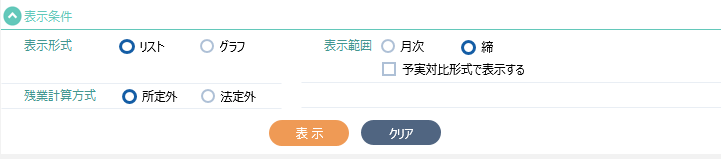 表示条件
表示形式 リスト グラフ 表示範囲 月次 締
予実対比形式で表示する
残業計算方式 所定外 法定外
表示 クリア